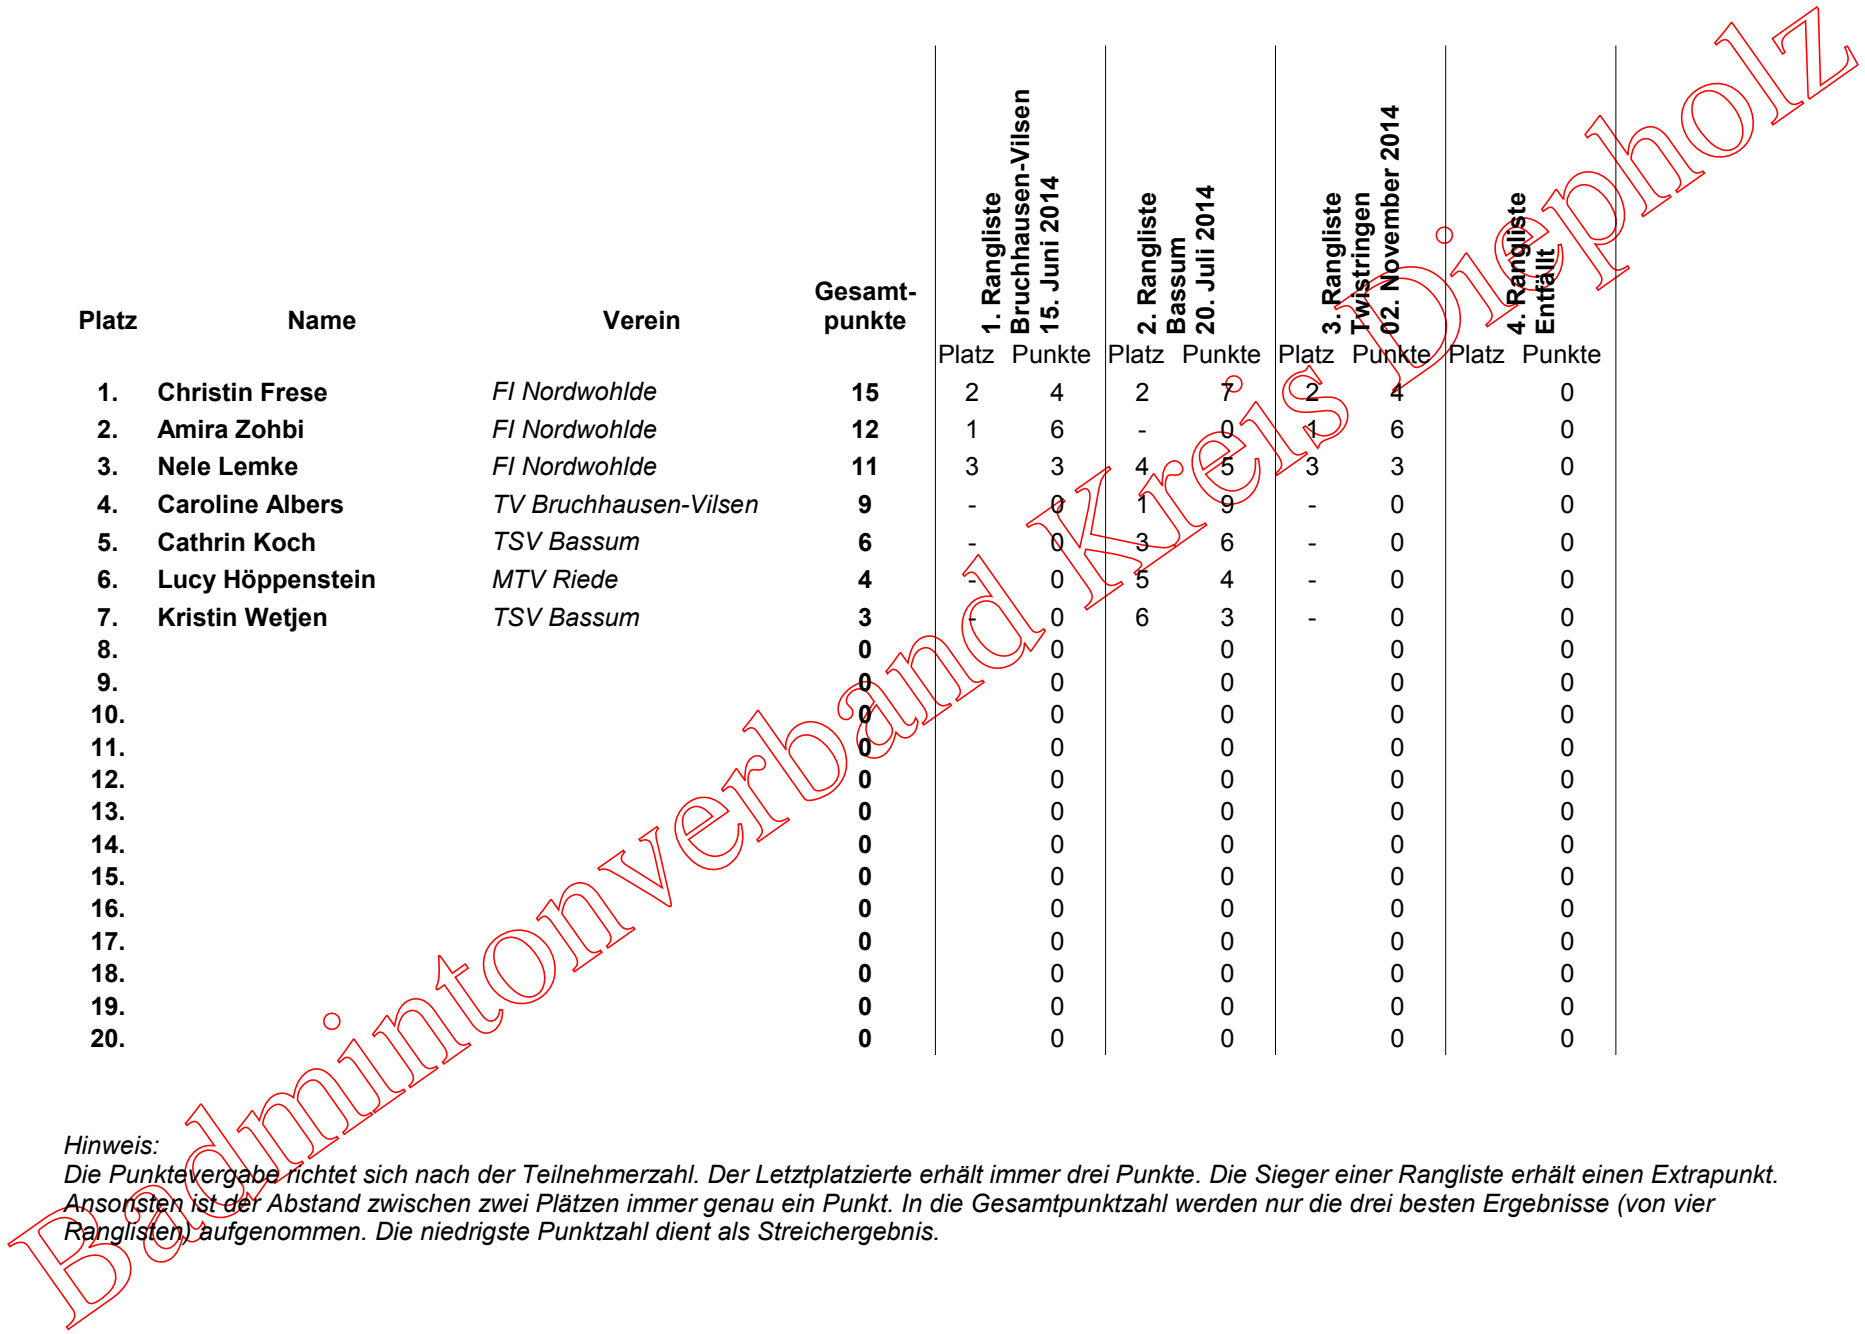 1. Rangliste
Bruchhausen-Vilsen
15. Juni 2014
2. Rangliste
Bassum
20. Juli 2014
3. Rangliste
Twistringen
02. November 2014
4. Rangliste
Entfällt
Platz Name Verein Gesamt-
punkte
Platz Punkte Platz Punkte Platz Punkte Platz Punkte
1. Christin Frese FI Nordwohlde 15 2 4 2 7 2 4 0
2. Amira Zohbi FI Nordwohlde 12 1 6 - 0 1 6 0
3. Nele Lemke FI Nordwohlde 11 3 3 4 5 3 3 0
4. Caroline Albers TV Bruchhausen-Vilsen 9 - 0 1 9 - 0 0
5. Cathrin Koch TSV Bassum 6 - 0 3 6 - 0 0
6. Lucy Höppenstein MTV Riede 4 - 0 5 4 - 0 0
7. Kristin Wetjen TSV Bassum 3 - 0 6 3 - 0 0
8. 0 0 0 0 0
9. 0 0 0 0 0
10. 0 0 0 0 0
11. 0 0 0 0 0
12. 0 0 0 0 0
13. 0 0 0 0 0
14. 0 0 0 0 0
15. 0 0 0 0 0
16. 0 0 0 0 0
17. 0 0 0 0 0
18. 0 0 0 0 0
19. 0 0 0 0 0
20. 0 0 0 0 0
Hinweis:
Die Punktevergabe richtet sich nach der Teilnehmerzahl. Der Letztplatzierte erhält immer drei Punkte. Die Sieger einer Rangliste erhält einen Extrapunkt.
Ansonsten ist der Abstand zwischen zwei Plätzen immer genau ein Punkt. In die Gesamtpunktzahl werden nur die drei besten Ergebnisse (von vier
Ranglisten) aufgenommen. Die niedrigste Punktzahl dient als Streichergebnis.
Badmintonverband Kreis Diepholz